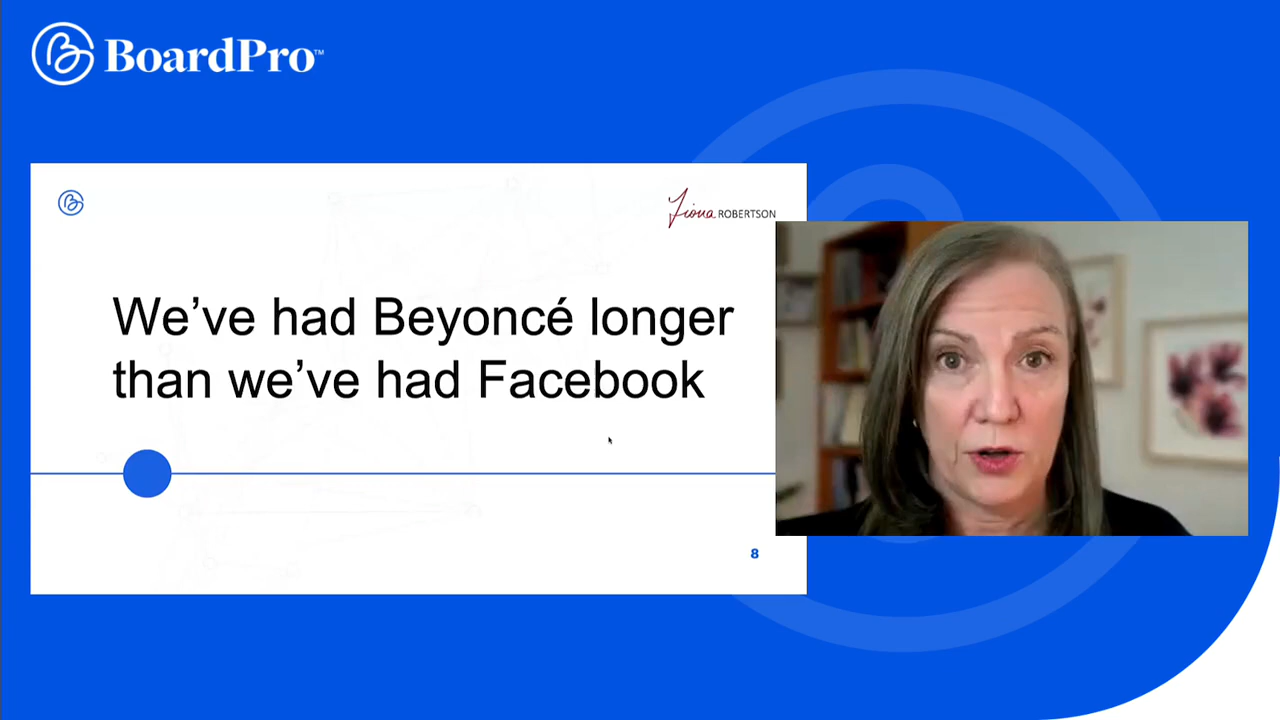 BoardPro™
Fiona ROBERTSON
We’ve had Beyoncé longer
than we’ve had Facebook
8